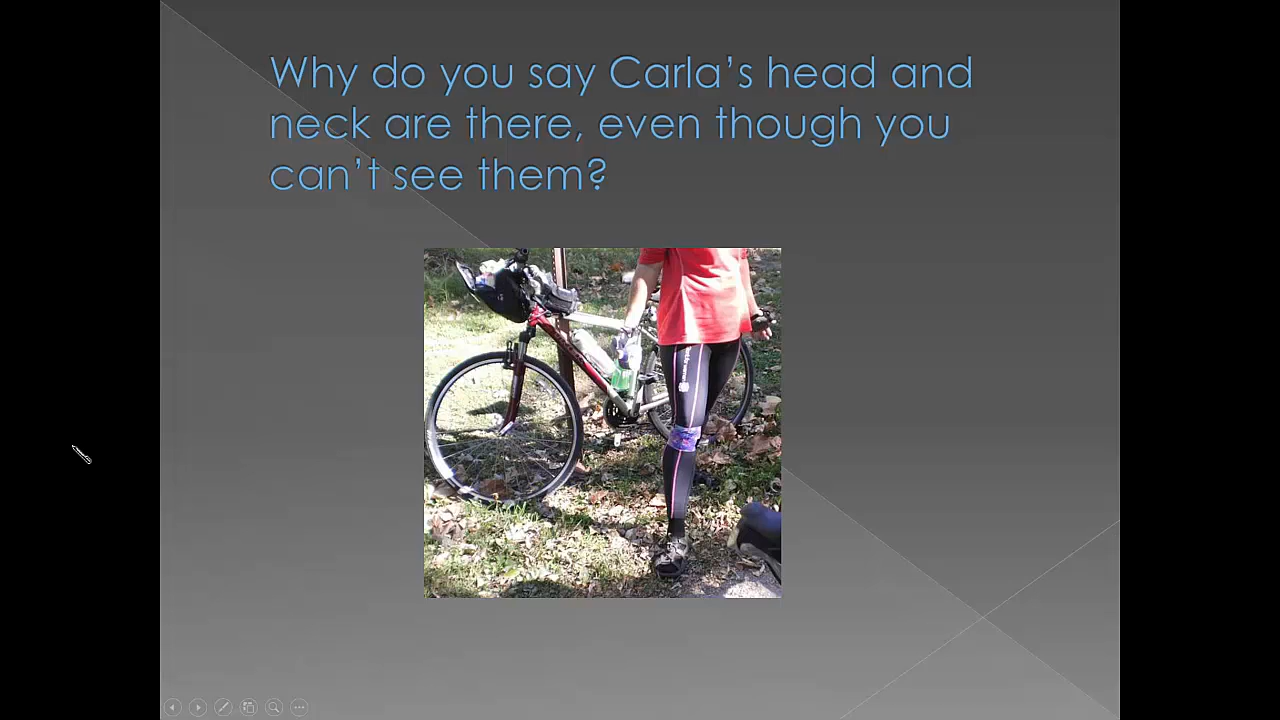 Why do you say Carla’s head and
neck are there, even though you
can’t see them?